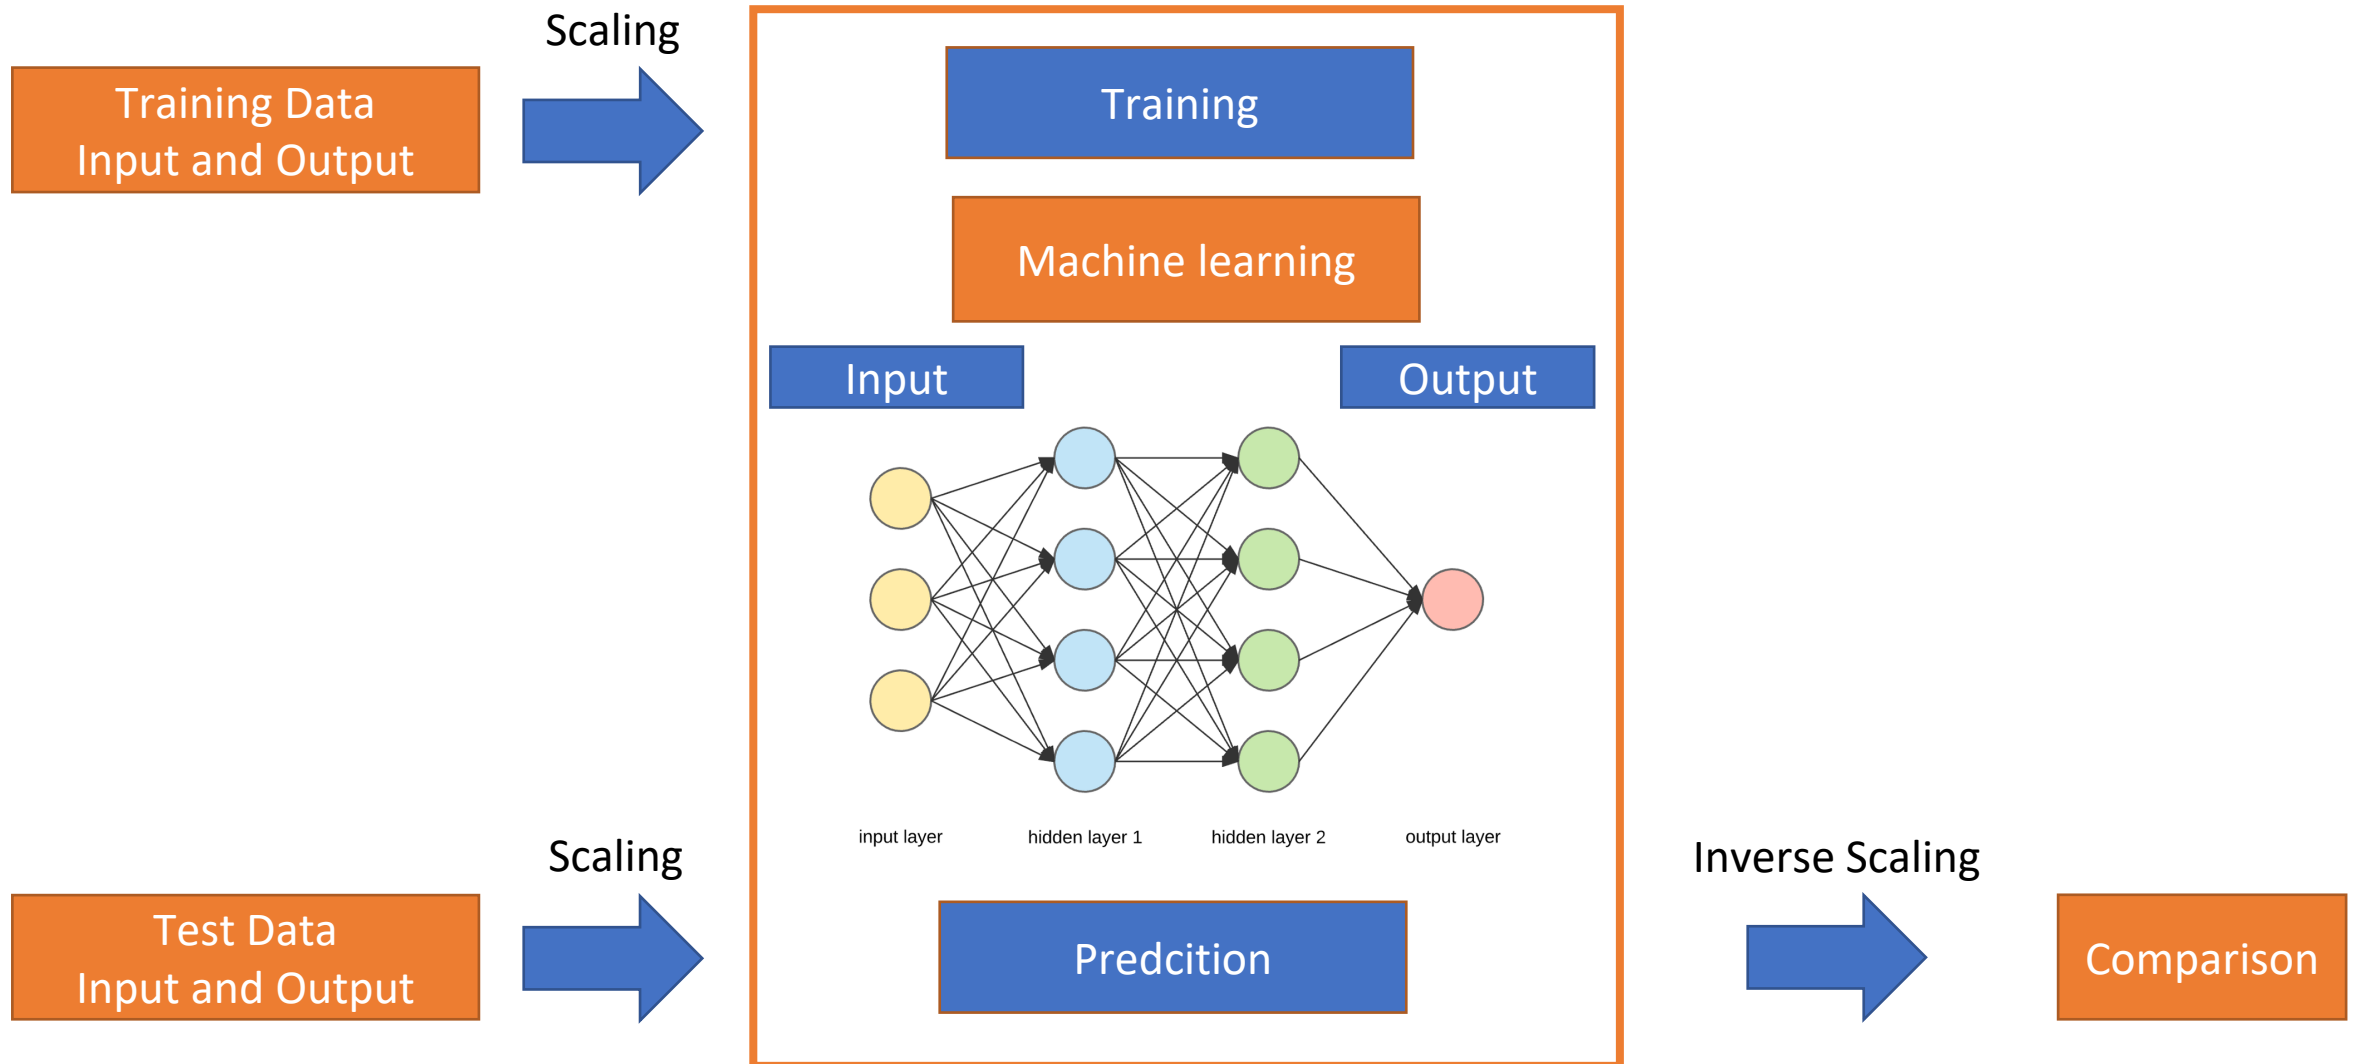 Scaling
Training Data
Input and Output
Training
Machine learning
Input
Output
input layer
hidden layer 1
hidden layer 2
output layer
Scaling
Inverse Scaling
Test Data
Input and Output
Predcition
Comparison